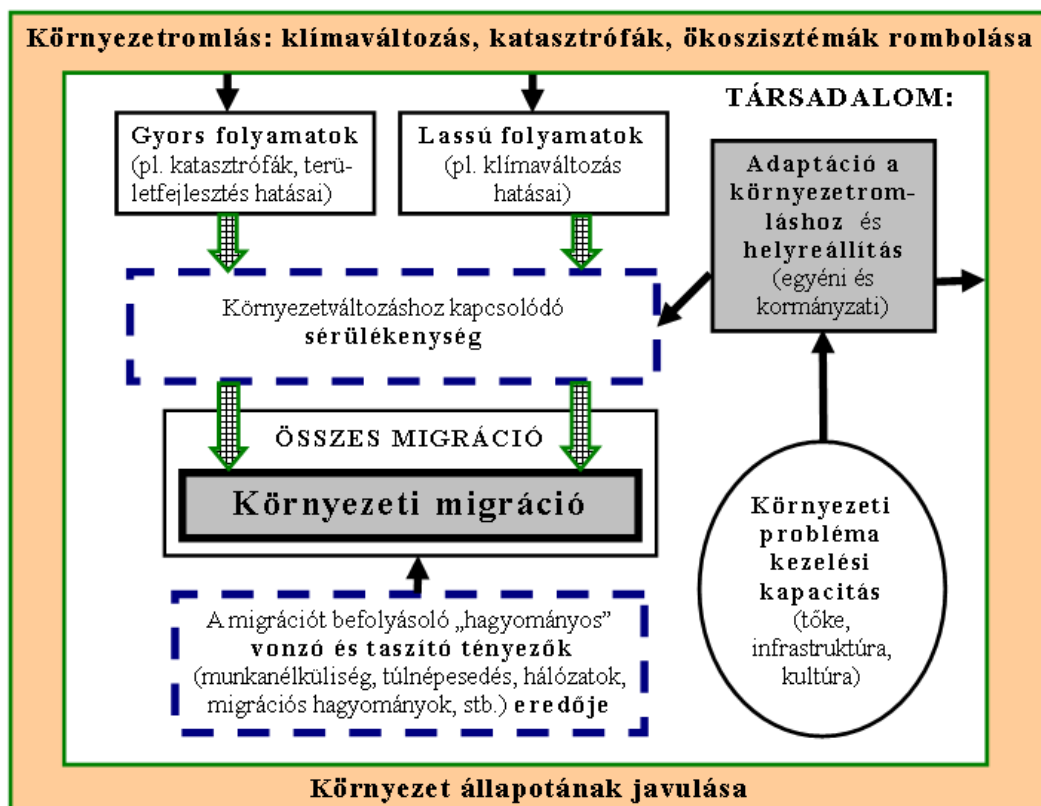 Környezetromlás: klímaváltozás, katasztrófák, ökoszisztémák rombolása
TÁRSADALOM:
Gyors folyamatok
(pl. katasztrófák, terü-
letfejlesztés hatásai)
Lassú folyamatok
(pl. klímaváltozás
hatásai)
Adaptáció a
környezetrom-
láshoz és
helyreállítás
(egyéni és
kormányzati)
Környezetváltozáshoz kapcsolódó
sérülékenység
ÖSSZES MIGRÁCIÓ
Környezeti migráció
Környezeti
probléma
kezelési
kapacitás
(tőke,
infrastruktúra,
kultúra)
A migrációt befolyásoló „hagyományos”
vonzó és taszító tényezők
(munkanélküliség, túlnépesedés, hálózatok,
migrációs hagyományok, stb.) eredője
Környezet állapotának javulása